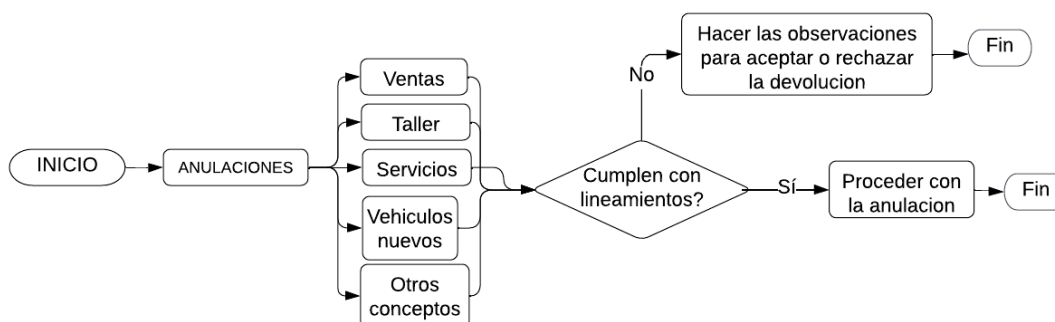 INICIO
ANULACIONES
Ventas
Taller
Servicios
Vehiculos
nuevos
Otros
conceptos
Cumplen con
lineamientos?
No
Hacer las observaciones
para aceptar o rechazar
la devolucion
Fin
Sí
Proceder con
la anulacion
Fin